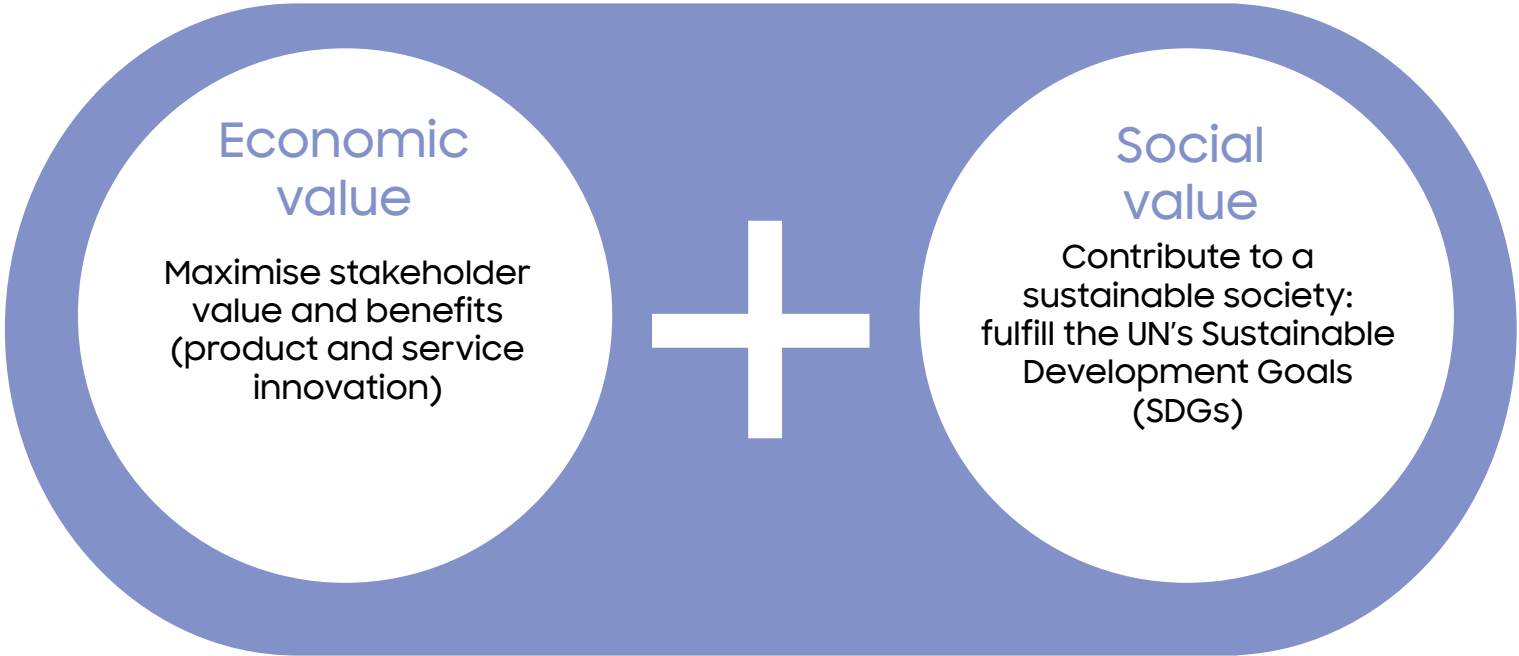 Economic
value
Maximise stakeholder
value and benefits
(product and service
innovation)
Social
value
Contribute to a
sustainable society:
fulfill the UN’s Sustainable
Development Goals
(SDGs)